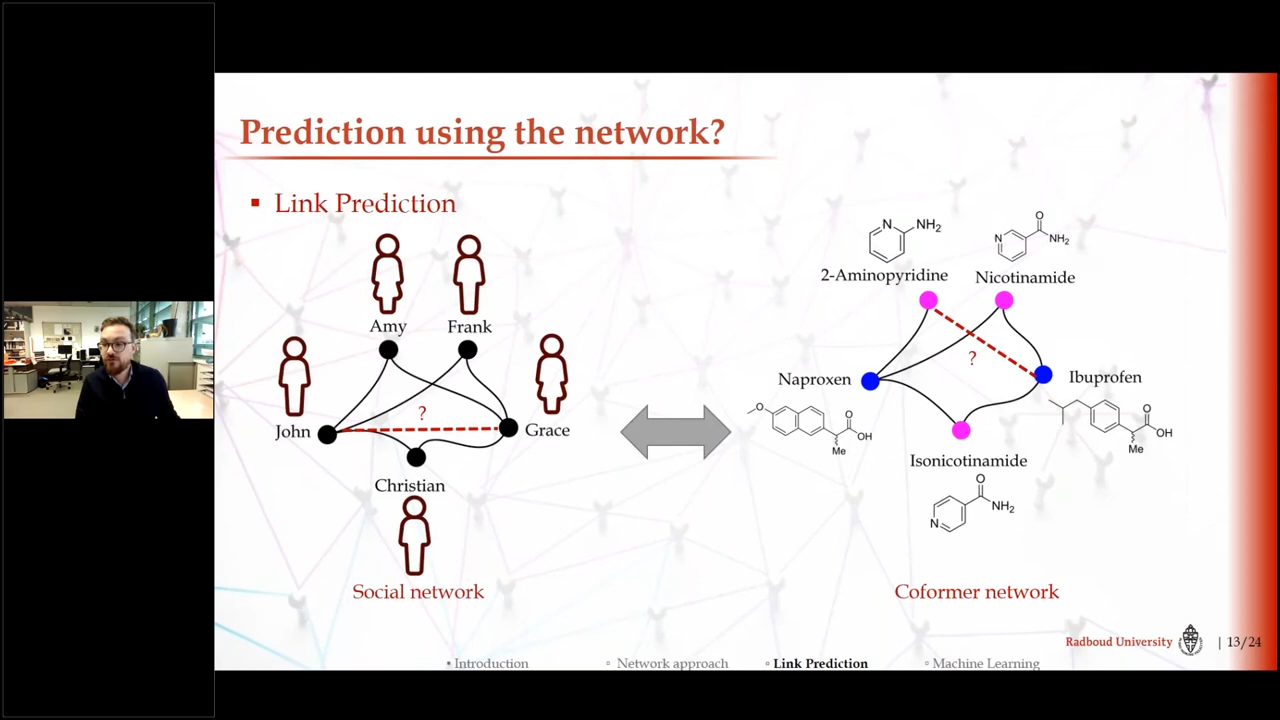 Prediction using the network?
▪ Link Prediction
Amy
Frank
John
?
Grace
Christian
Social network
N
NH2
2-Aminopyridine
O
N
NH2
Nicotinamide
?
Naproxen
Ibuprofen
O
O
OH
Me
O
OH
Me
Isonicotinamide
O
NH2
N
Coformer network
Radboud University | 13/24
• Introduction ◦ Network approach ◦ Link Prediction ◦ Machine Learning